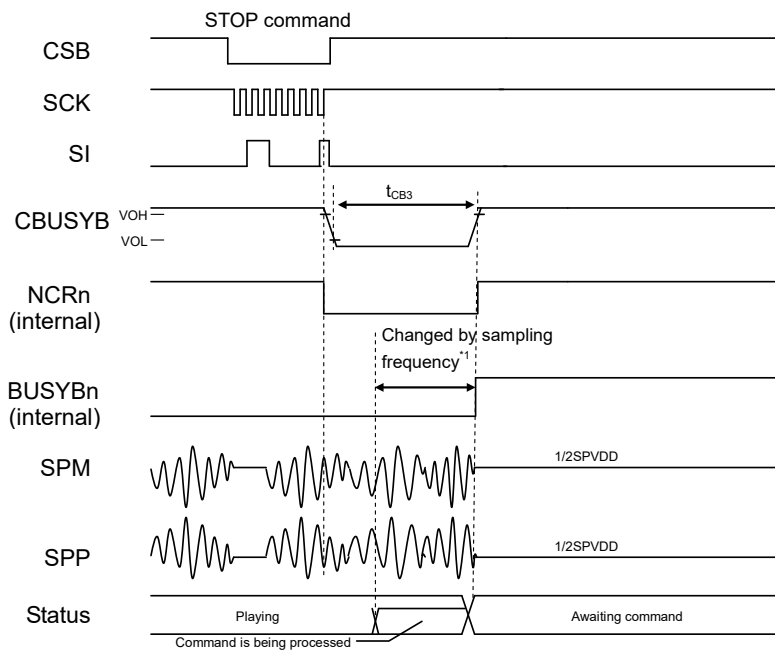 STOP command
CSB
SCK
SI
tCB3
VOH
CBUSYB
VOL
NCRn
(internal)
Changed by sampling
frequency*1
BUSYBn
(internal)
SPM
1/2SPVDD
SPP
1/2SPVDD
Status
Playing
Awaiting command
Command is being processed